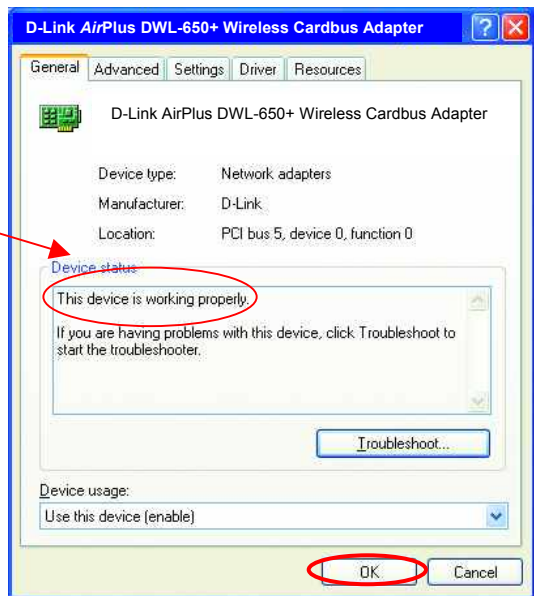 D-Link AirPlus DWL-650+ Wireless Cardbus Adapter
General Advanced Settings Driver Resources
D-Link AirPlus DWL-650+ Wireless Cardbus Adapter
Device type: Network adapters
Manufacturer: D-Link
Location: PCI bus 5, device 0, function 0
Device status
This device is working properly.
If you are having problems with this device, click Troubleshoot to
start the troubleshooter.
Troubleshoot...
Device usage:
Use this device (enable)
OK Cancel